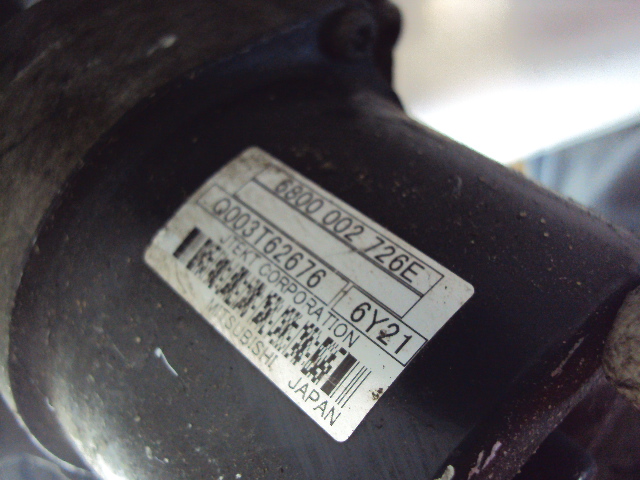 6800 002 726E
Q003T62676 6Y21
JTEKT CORPORATION
MITSUBISHI JAPAN